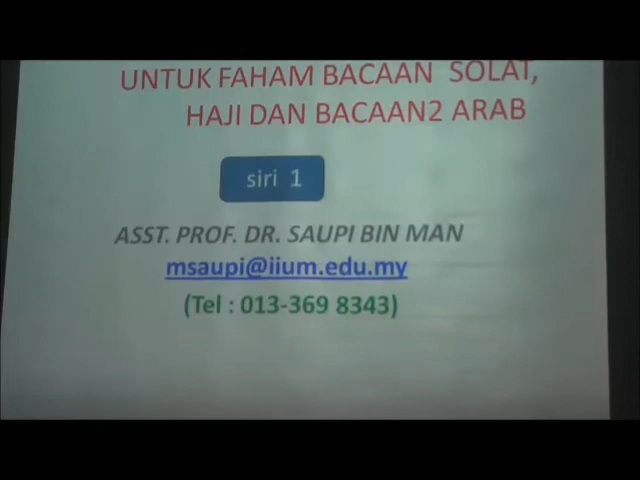 UNTUK FAHAM BACAAN SOLAT,
HAJI DAN BACAAN2 ARAB
siri 1
ASST. PROF. DR. SAUPI BIN MAN
msaupi@iium.edu.my
(Tel : 013-369 8343)